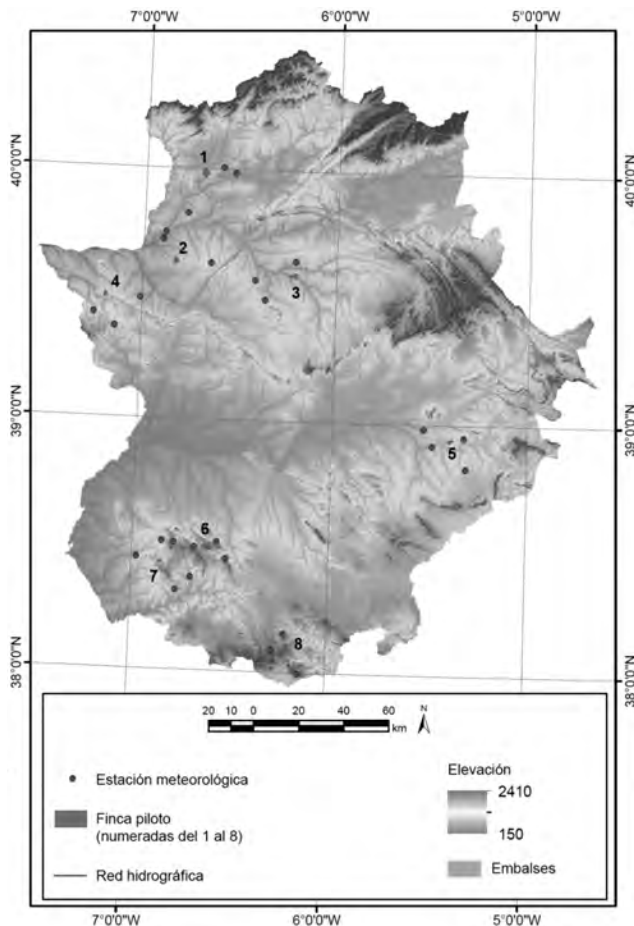 7°0'0"W 6°0'0"W 5°0'0"W
40°0'0"N 40°0'0"N
1
2
4
3
39°0'0"N 39°0'0"N
5
6
7
8
38°0'0"N 38°0'0"N
20 10 0 20 40 60
km
N
Estación meteorológica
Finca piloto
(numeradas del 1 al 8)
Red hidrográfica
Elevación
2410
150
Embalses
7°0'0"W 6°0'0"W 5°0'0"W